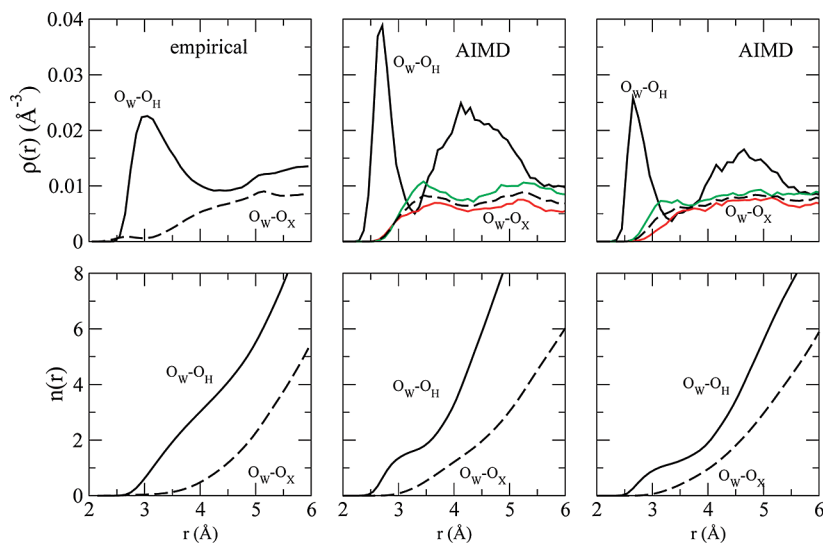 0.04
0.03
0.02
0.01
0
ρ(r) (Å⁻³)
empirical
O_W-O_H
O_W-O_X
AIMD
O_W-O_H
O_W-O_X
AIMD
O_W-O_H
O_W-O_X
8
6
4
2
0
n(r)
O_W-O_H
O_W-O_X
O_W-O_H
O_W-O_X
O_W-O_H
O_W-O_X
2 3 4 5 6 2 3 4 5 6 2 3 4 5 6
r (Å) r (Å) r (Å)